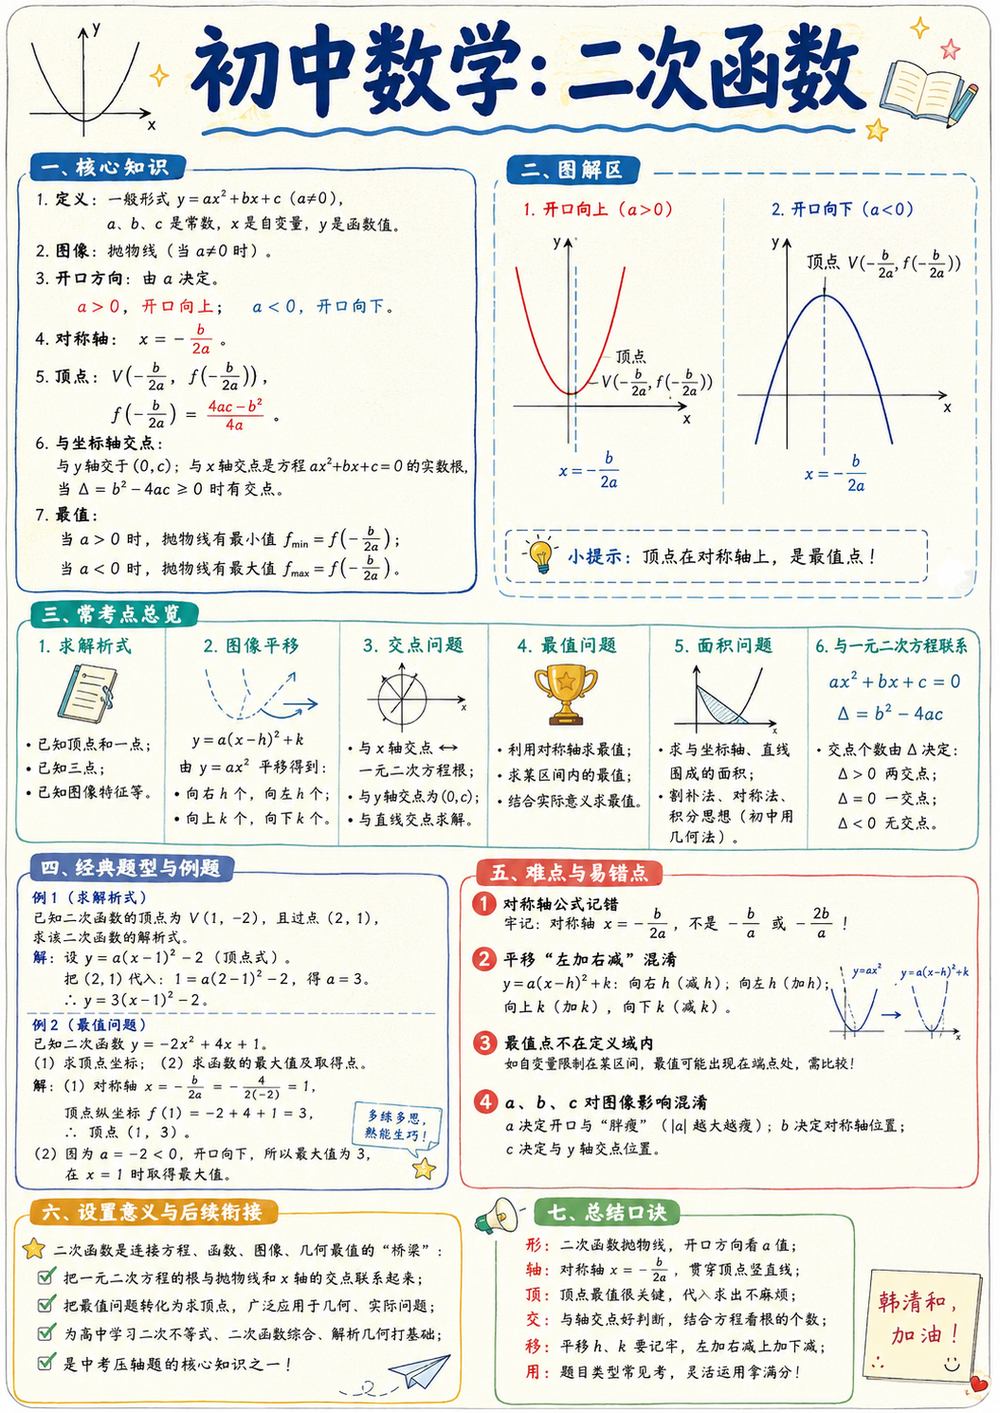 初中数学：二次函数
y
x
一、核心知识
1. 定义：一般形式 y=ax²+bx+c（a≠0），
a、b、c 是常数，x 是自变量，y 是函数值。
2. 图像：抛物线（当 a≠0 时）。
3. 开口方向：由 a 决定。
a>0，开口向上； a<0，开口向下。
4. 对称轴： x = -b/2a 。
5. 顶点：V(-b/2a, f(-b/2a))，
f(-b/2a) = 4ac-b²/4a 。
6. 与坐标轴交点：
与 y 轴交于 (0,c)；与 x 轴交点是方程 ax²+bx+c=0 的实数根，
当 Δ = b² - 4ac ≥ 0 时有交点。
7. 最值：
当 a > 0 时，抛物线有最小值 fmin = f(-b/2a)；
当 a < 0 时，抛物线有最大值 fmax = f(-b/2a)。
二、图解区
1. 开口向上（a>0）
y
顶点
V(-b/2a, f(-b/2a))
x
x = -b/2a
2. 开口向下（a<0）
y
顶点 V(-b/2a, f(-b/2a))
x
x = -b/2a
小提示：顶点在对称轴上，是最值点！
三、常考点总览
1. 求解析式
• 已知顶点和一点；
• 已知三点；
• 已知图像特征等。
2. 图像平移
y=a(x-h)²+k
由 y=ax² 平移得到：
• 向右 h 个，向左 h 个；
• 向上 k 个，向下 k 个。
3. 交点问题
x
• 与 x 轴交点 ↔
一元二次方程根；
• 与y轴交点为(0,c)；
• 与直线交点求解。
4. 最值问题
• 利用对称轴求最值；
• 求某区间内的最值；
• 结合实际意义求最值。
5. 面积问题
x
• 求与坐标轴、直线
围成的面积；
• 割补法、对称法、
积分思想（初中用
几何法）。
6. 与一元二次方程联系
ax²+bx+c=0
Δ = b² - 4ac
• 交点个数由 Δ 决定：
Δ > 0 两交点；
Δ = 0 一交点；
Δ < 0 无交点。
四、经典题型与例题
例1（求解析式）
已知二次函数的顶点为 V(1, -2)，且过点 (2, 1)，
求该二次函数的解析式。
解：设 y=a(x-1)²-2（顶点式）。
把 (2,1) 代入：1=a(2-1)²-2，得 a=3。
∴ y=3(x-1)²-2。
例2（最值问题）
已知二次函数 y=-2x²+4x+1。
(1) 求顶点坐标；(2) 求函数的最大值及取得点。
解：(1) 对称轴 x = -b/2a = -4/2(-2) = 1，
顶点纵坐标 f(1) = -2+4+1=3，
∴ 顶点 (1, 3)。
(2) 因为 a=-2<0，开口向下，所以最大值为 3，
在 x = 1 时取得最大值。
多练多思，
熟能生巧！
五、难点与易错点
1 对称轴公式记错
牢记：对称轴 x = -b/2a，不是 -b/a 或 -2b/a！
2 平移“左加右减”混淆
y=a(x-h)²+k：向右 h（减 h）；向左 h（加 h）；
向上 k（加 k），向下 k（减 k）。
y=ax²
y=a(x-h)²+k
x
3 最值点不在定义域内
如自变量限制在某区间，最值可能出现在端点处，需比较！
4 a、b、c 对图像影响混淆
a 决定开口与“胖瘦”（|a| 越大越瘦）；b 决定对称轴位置；
c 决定与 y 轴交点位置。
六、设置意义与后续衔接
二次函数是连接方程、函数、图像、几何最值的“桥梁”：
把一元二次方程的根与抛物线和 x 轴的交点联系起来；
把最值问题转化为求顶点，广泛应用于几何、实际问题；
为高中学习二次不等式、二次函数综合、解析几何打基础；
是中考压轴题的核心知识之一！
七、总结口诀
形：二次函数抛物线，开口方向看 a 值；
轴：对称轴 x = -b/2a，贯穿顶点竖直线；
顶：顶点最值很关键，代入求出不麻烦；
交：与轴交点好判断，结合方程看根的个数；
移：平移 h、k 要记牢，左加右减上加下减；
用：题目类型常见考，灵活运用拿满分！
韩清和，
加油！